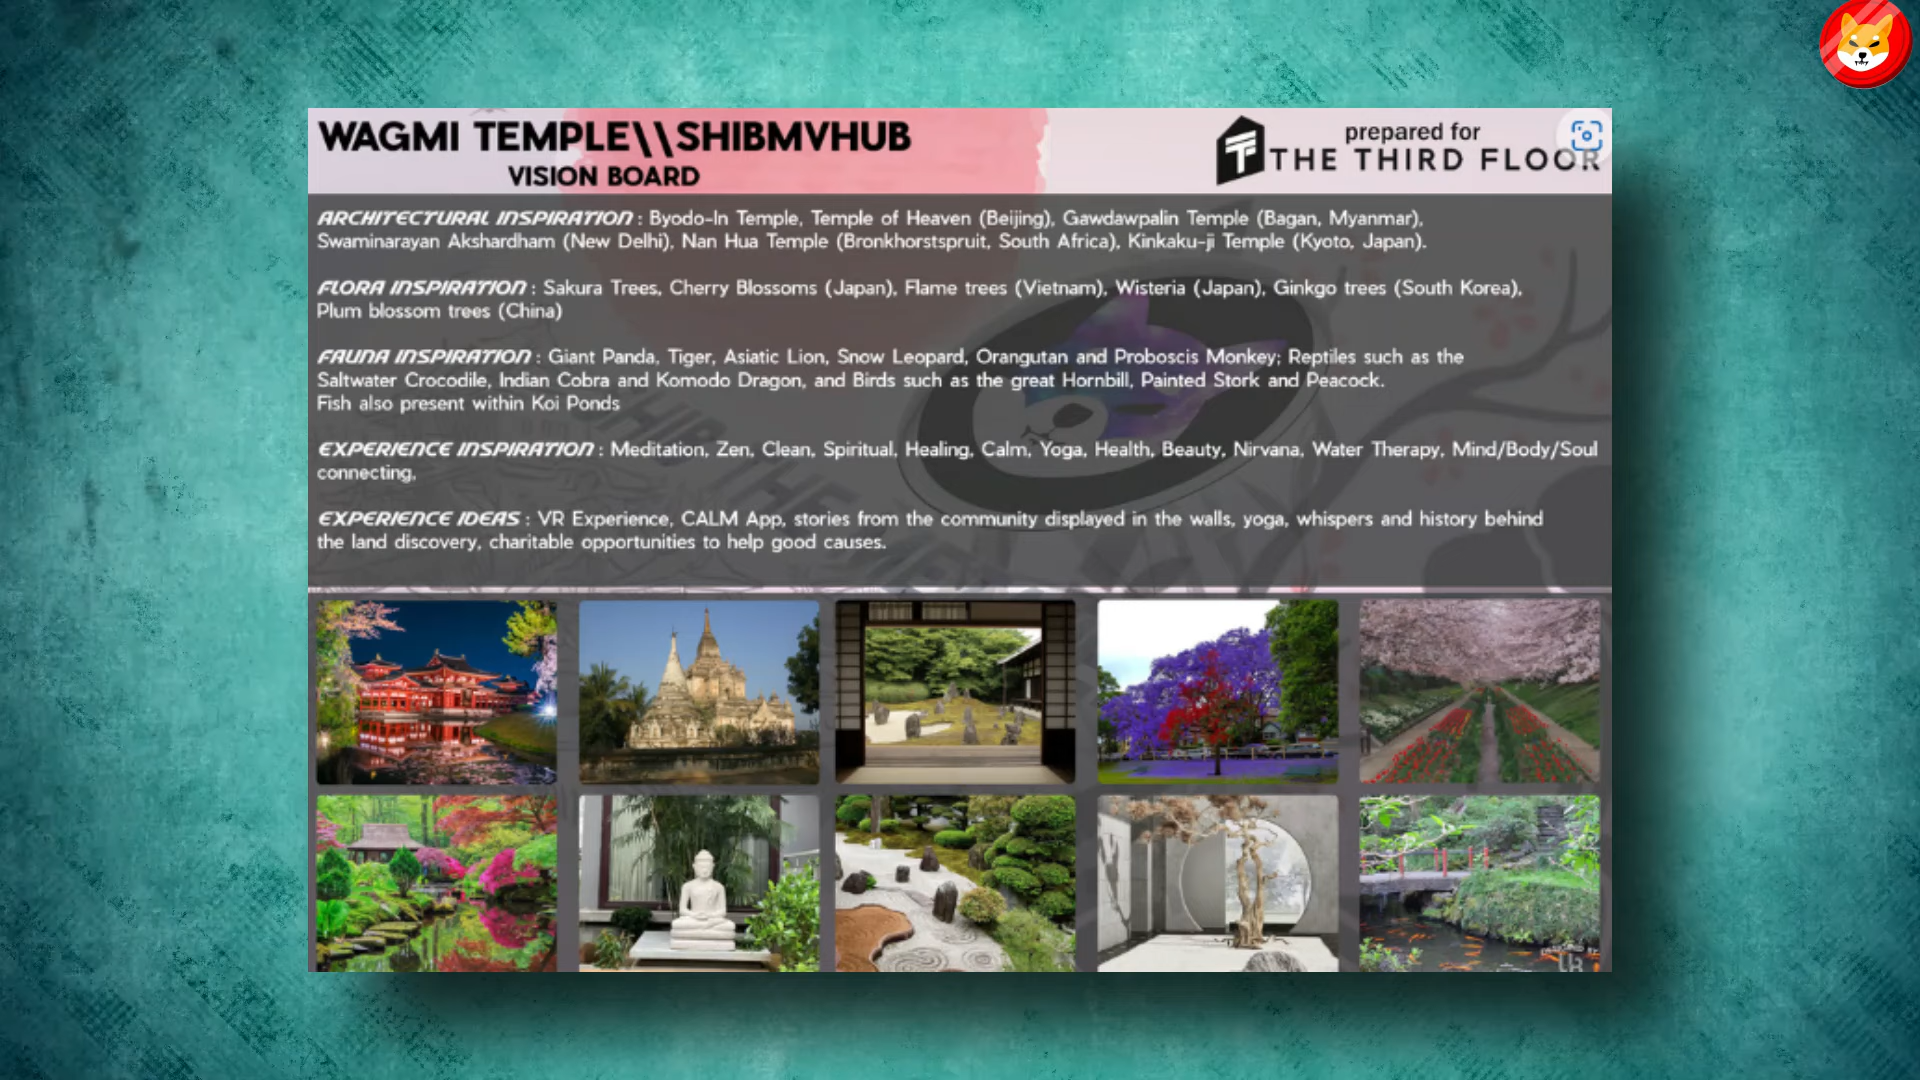 WAGMI TEMPLE\\SHIBMVHUB
VISION BOARD
prepared for
THE THIRD FLOOR
ARCHITECTURAL INSPIRATION : Byodo-In Temple, Temple of Heaven (Beijing), Gawdawpalin Temple (Bagan, Myanmar),
Swaminarayan Akshardham (New Delhi), Nan Hua Temple (Bronkhorstspruit, South Africa), Kinkaku-ji Temple (Kyoto, Japan).
FLORA INSPIRATION : Sakura Trees, Cherry Blossoms (Japan), Flame trees (Vietnam), Wisteria (Japan), Ginkgo trees (South Korea),
Plum blossom trees (China)
FAUNA INSPIRATION : Giant Panda, Tiger, Asiatic Lion, Snow Leopard, Orangutan and Proboscis Monkey; Reptiles such as the
Saltwater Crocodile, Indian Cobra and Komodo Dragon, and Birds such as the great Hornbill, Painted Stork and Peacock.
Fish also present within Koi Ponds
EXPERIENCE INSPIRATION : Meditation, Zen, Clean, Spiritual, Healing, Calm, Yoga, Health, Beauty, Nirvana, Water Therapy, Mind/Body/Soul
connecting,
EXPERIENCE IDEAS : VR Experience, CALM App, stories from the community displayed in the walls, yoga, whispers and history behind
the land discovery, charitable opportunities to help good causes.